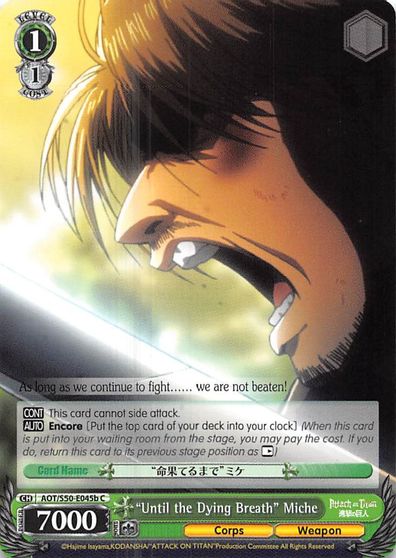 LEVEL
1
1
COST
As long as we continue to fight...... we are not beaten!
CONT This card cannot side attack.
AUTO Encore [Put the top card of your deck into your clock] (When this card
is put into your waiting room from the stage, you may pay the cost. If you
do, return this card to its previous stage position as
Card Name “命果てるまで”ミケ
CH AOT/S50-E045b C
“Until the Dying Breath” Miche
Attack on Titan
進撃の巨人
POWER 7000
Corps Weapon
©Hajime Isayama,KODANSHA/"ATTACK ON TITAN"Production Committee All Rights Reserved